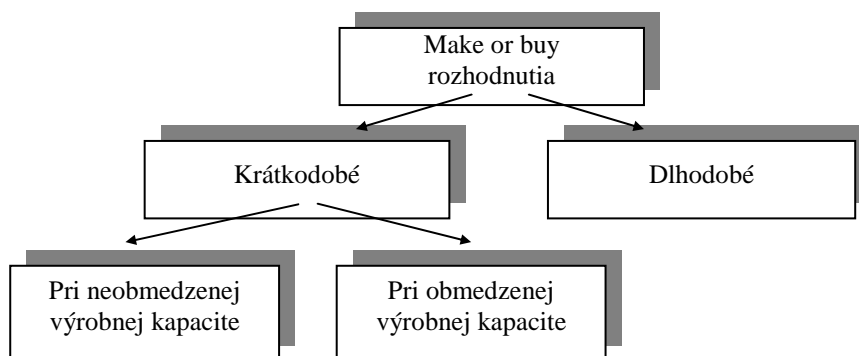 Make or buy
rozhodnutia
Krátkodobé
Dlhodobé
Pri neobmedzenej
výrobnej kapacite
Pri obmedzenej
výrobnej kapacite